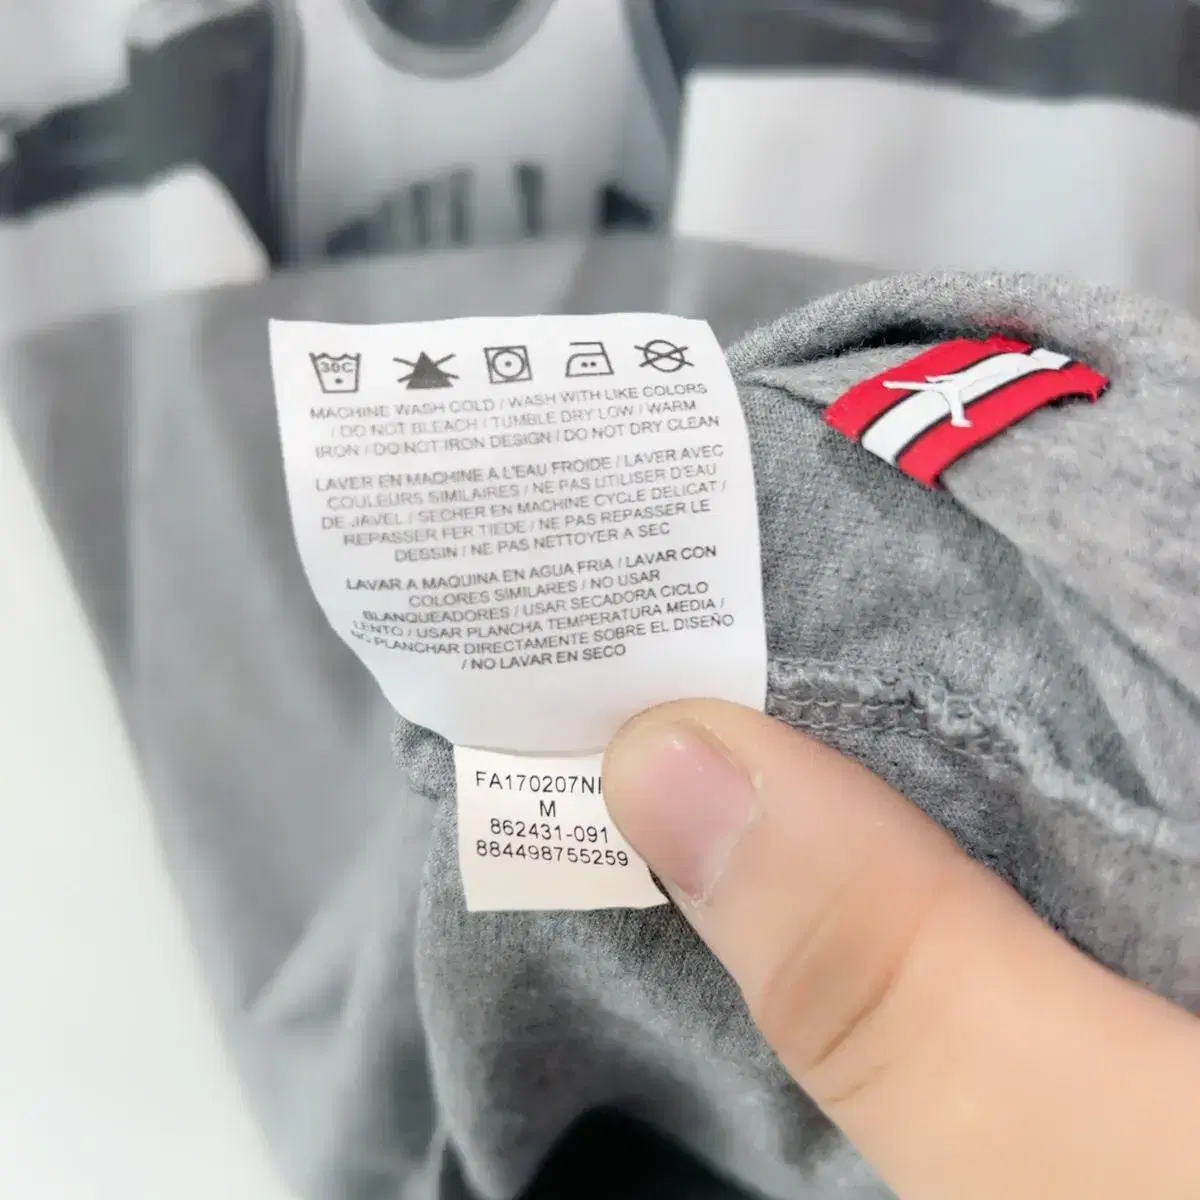 30C
MACHINE WASH COLD / WASH WITH LIKE COLORS
/ DO NOT BLEACH / TUMBLE DRY LOW / WARM
IRON / DO NOT IRON DESIGN / DO NOT DRY CLEAN
LAVER EN MACHINE A L'EAU FROIDE / LAVER AVEC
COULEURS SIMILAIRES / NE PAS UTILISER D'EAU
DE JAVEL / SECHER EN MACHINE CYCLE DELICAT /
REPASSER FER TIEDE / NE PAS REPASSER LE
DESSIN / NE PAS NETTOYER A SEC
LAVAR A MAQUINA EN AGUA FRIA / LAVAR CON
COLORES SIMILARES / NO USAR
BLANQUEADORES / USAR SECADORA CICLO
LENTO / USAR PLANCHA TEMPERATURA MEDIA /
NO PLANCHAR DIRECTAMENTE SOBRE EL DISEÑO
/ NO LAVAR EN SECO
FA170207NI
M
862431-091
884498755259